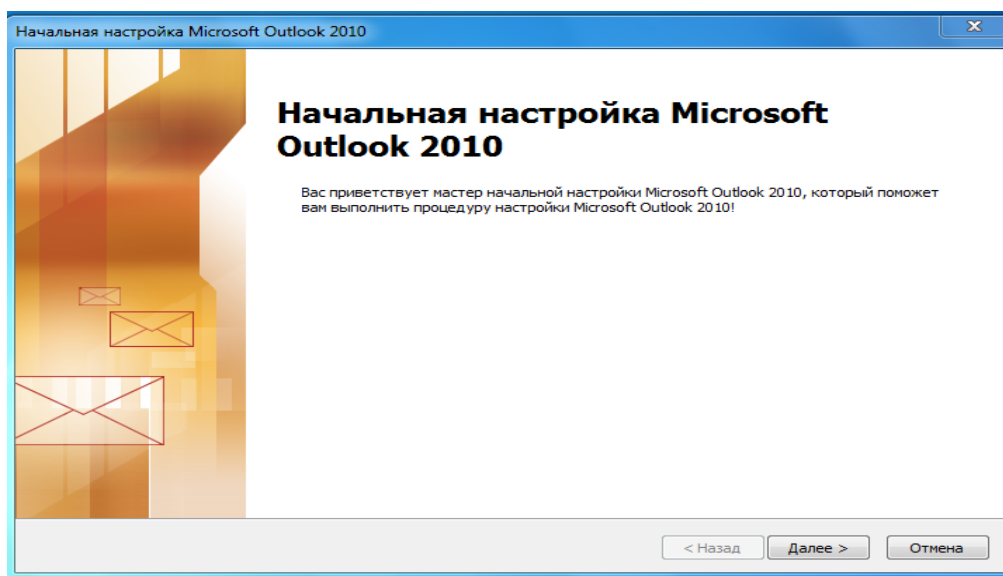 Начальная настройка Microsoft Outlook 2010
Начальная настройка Microsoft
Outlook 2010
Вас приветствует мастер начальной настройки Microsoft Outlook 2010, который поможет
вам выполнить процедуру настройки Microsoft Outlook 2010!
< Назад Далее > Отмена